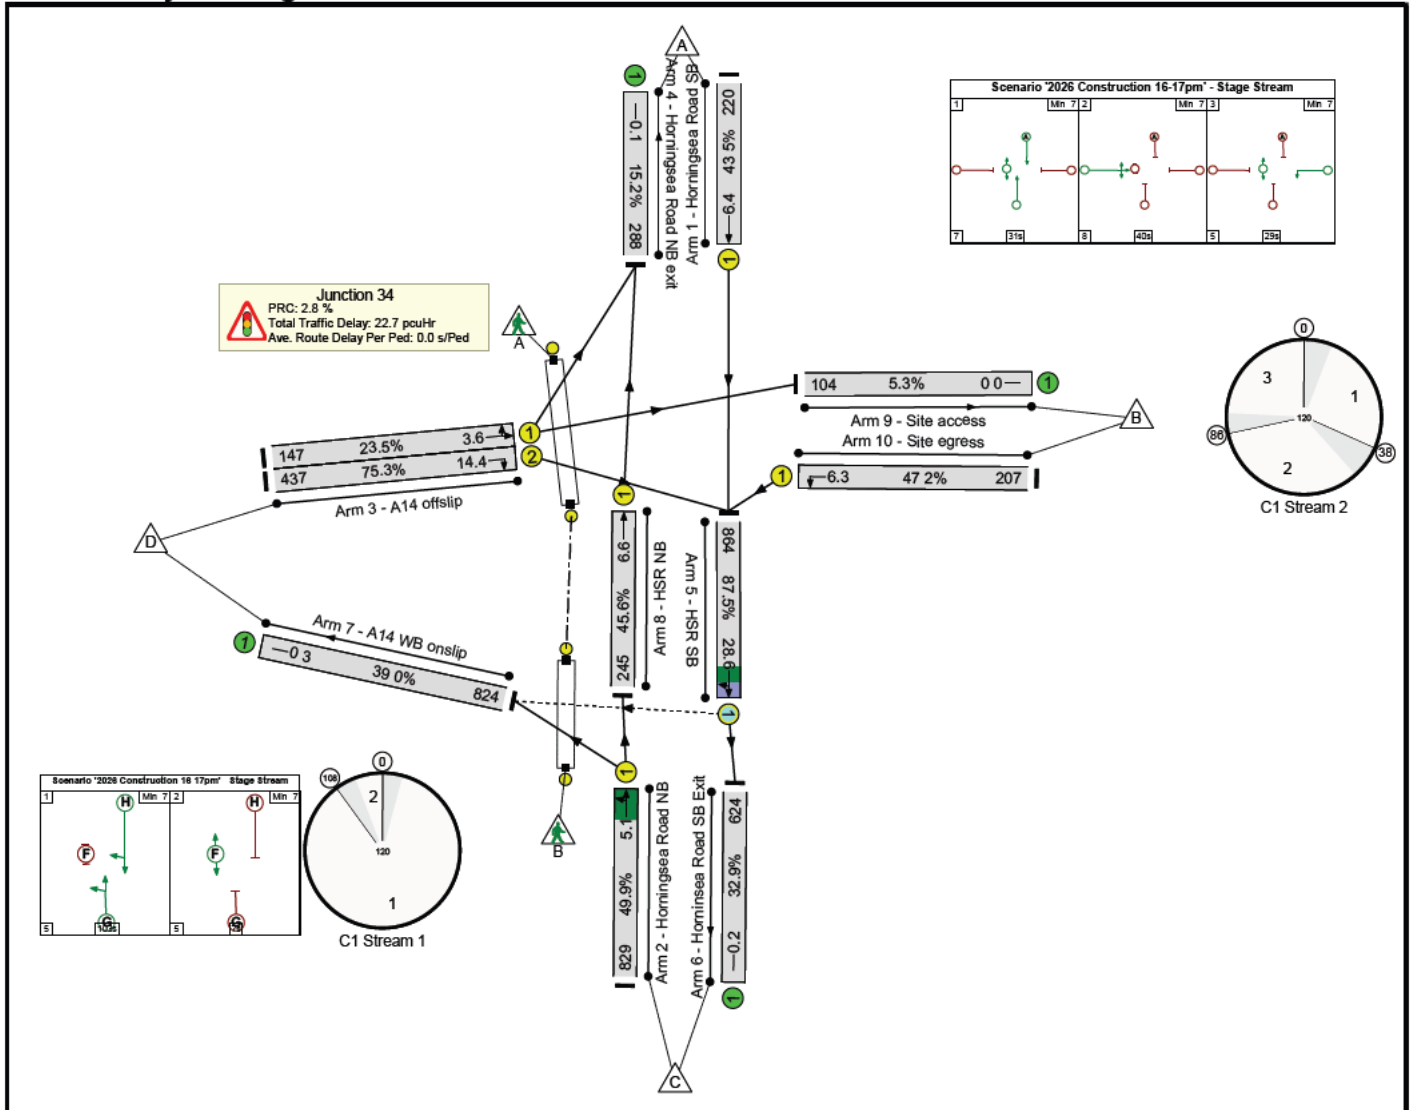 A
1
Arm 4 - Horningsea Road NB exit
Arm 1 - Horningsea Road SB
0.1 15.2% 288
220 43.5% 6.4
1
Scenario '2026 Construction 16-17pm' - Stage Stream
1 Min 7 2 Min 7 3 Min 7
A A A
7 31s 8 40s 5 29s
Junction 34
PRC: 2.8 %
Total Traffic Delay: 22.7 pcuHr
Ave. Route Delay Per Ped: 0.0 s/Ped
A
104 5.3% 0 0 1
Arm 9 - Site access
Arm 10 - Site egress
B
1 6.3 47 2% 207
0
3 1
120
86 38
2
C1 Stream 2
147 23.5% 3.6 1
437 75.3% 14.4 2
Arm 3 - A14 offslip
D
1
6.6 45.6% 245
Arm 8 - HSR NB
Arm 5 - HSR SB
864 87.5% 28.6
1
Arm 7 - A14 WB onslip
1 0 3 39 0% 824
1
5.1 49.9% 829
Arm 2 - Horningsea Road NB
Arm 6 - Horninsea Road SB Exit
624 32.9% 0.2
1
B
C
Scenario '2026 Construction 16 17pm' Stage Stream
1 Min 7 2 Min 7
H H
F F
G G
5 5
0
108
2
120
1
C1 Stream 1